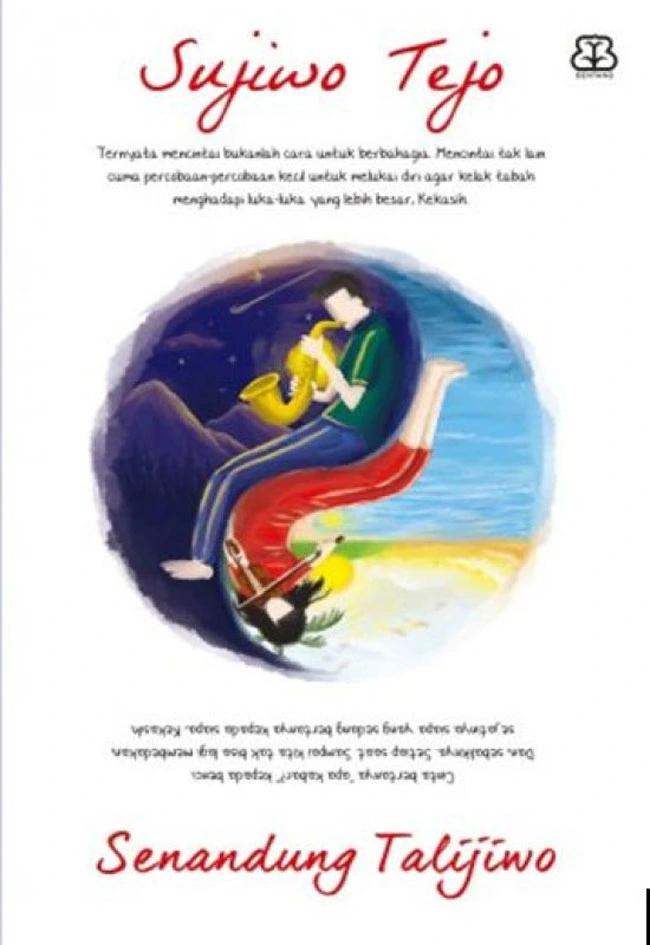 Sujiwo Tejo
BENTANG
Ternyata mencintai bukanlah cara untuk berbahagia. Mencintai tak lain
cuma percobaan-percobaan kecil untuk melukai diri agar kelak tabah
menghadapi luka-luka yang lebih besar, Kekasih.
Cinta bertanya "apa kabar?" kepada benci.
Dan sebaliknya. Setiap saat. Sampai kita tak bisa lagi membedakan
sejatinya siapa yang sedang bertanya kepada siapa, Kekasih.
Senandung Talijiwo